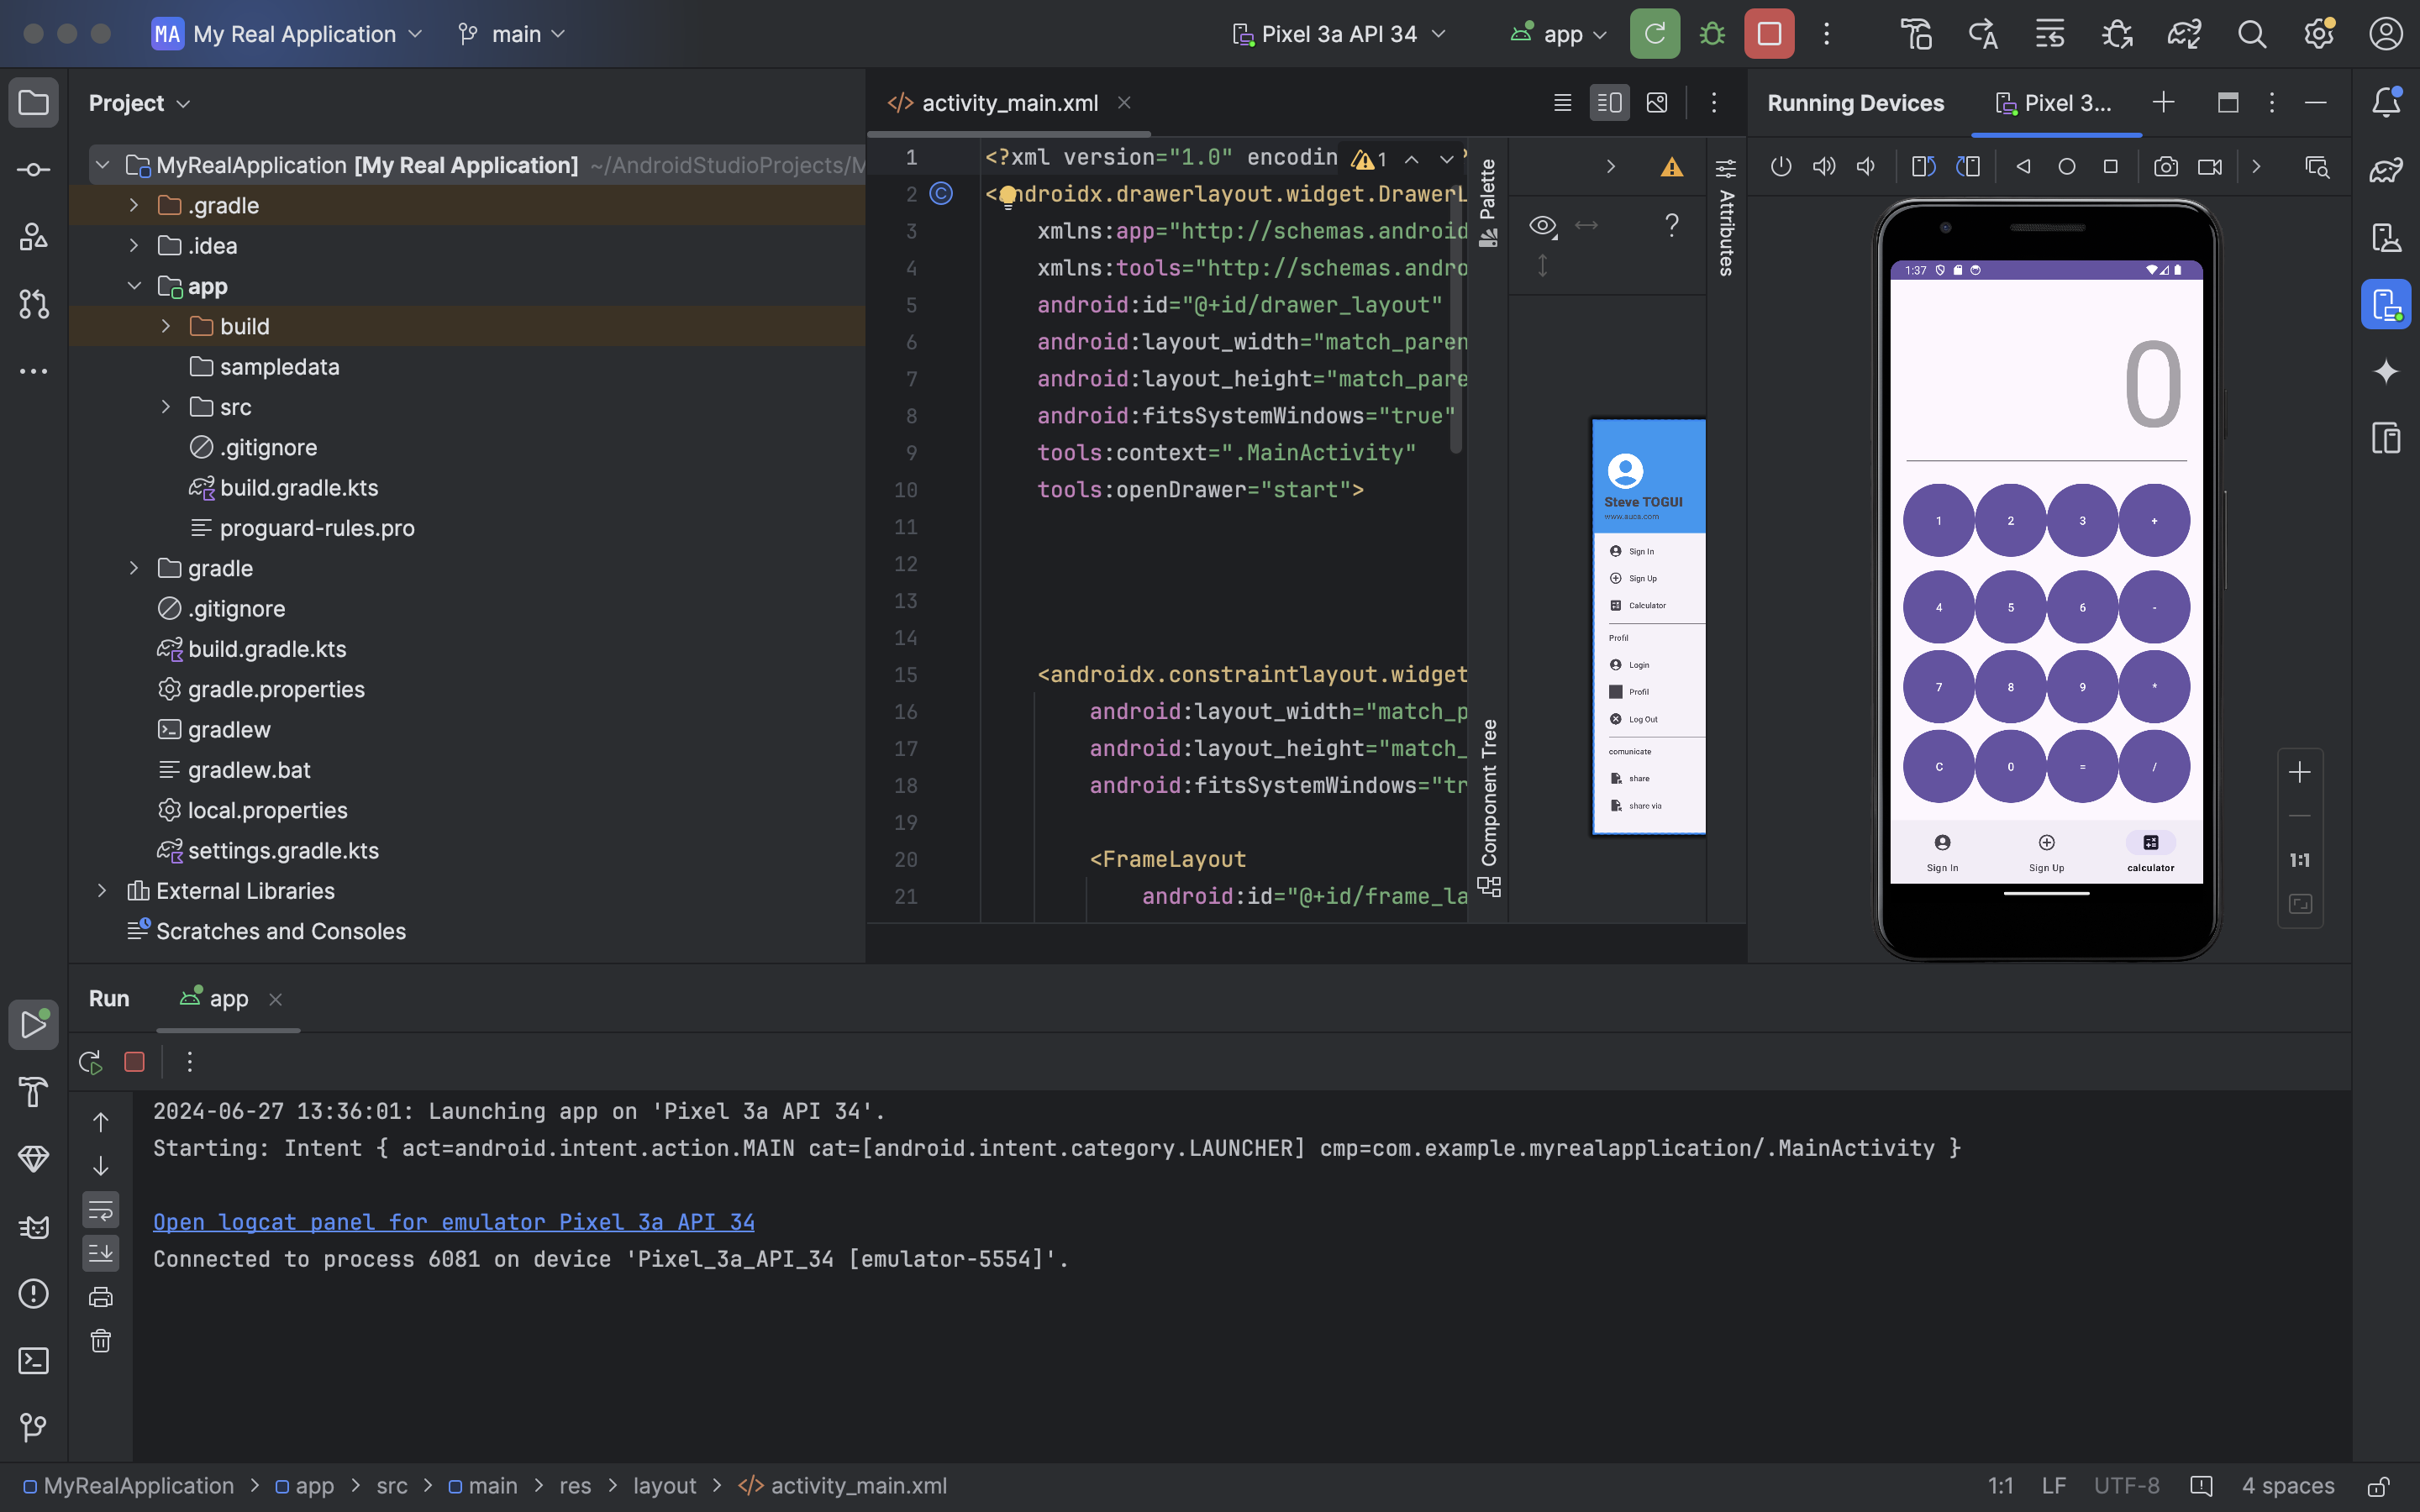 MA My Real Application main Pixel 3a API 34 app
Project
MyRealApplication [My Real Application] ~/AndroidStudioProjects/M
.gradle
.idea
app
build
sampledata
src
.gitignore
build.gradle.kts
proguard-rules.pro
gradle
.gitignore
build.gradle.kts
gradle.properties
gradlew
gradlew.bat
local.properties
settings.gradle.kts
External Libraries
Scratches and Consoles
activity_main.xml
1 <?xml version="1.0" encodin 1
2 <androidx.drawerlayout.widget.DrawerL
3 xmlns:app="http://schemas.android
4 xmlns:tools="http://schemas.andro
5 android:id="@+id/drawer_layout"
6 android:layout_width="match_paren
7 android:layout_height="match_pare
8 android:fitsSystemWindows="true"
9 tools:context=".MainActivity"
10 tools:openDrawer="start">
11
12
13
14
15 <androidx.constraintlayout.widget
16 android:layout_width="match_p
17 android:layout_height="match_
18 android:fitsSystemWindows="tr
19
20 <FrameLayout
21 android:id="@+id/frame_la
Palette
Component Tree
?
Steve TOGUI
www.auca.com
Sign In
Sign Up
Calculator
Profil
Login
Profil
Log Out
comunicate
share
share via
Attributes
Running Devices Pixel 3...
1:37
0
1 2 3 +
4 5 6 -
7 8 9 *
C 0 = /
Sign In Sign Up calculator
1:1
Run app
2024-06-27 13:36:01: Launching app on 'Pixel 3a API 34'.
Starting: Intent { act=android.intent.action.MAIN cat=[android.intent.category.LAUNCHER] cmp=com.example.myrealapplication/.MainActivity }
Open logcat panel for emulator Pixel 3a API 34
Connected to process 6081 on device 'Pixel_3a_API_34 [emulator-5554]'.
MyRealApplication > app > src > main > res > layout > activity_main.xml
1:1 LF UTF-8 4 spaces